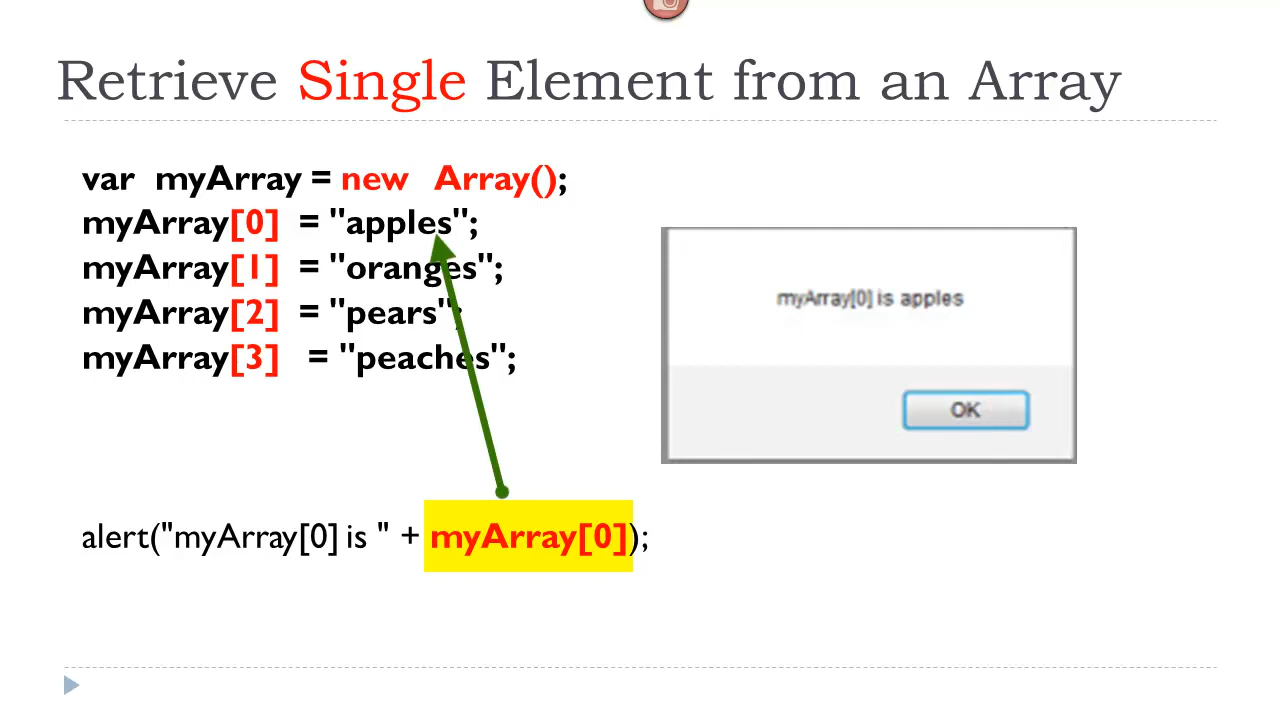 Retrieve Single Element from an Array
var myArray = new Array();
myArray[0] = "apples";
myArray[1] = "oranges";
myArray[2] = "pears";
myArray[3] = "peaches";
myArray[0] is apples
OK
alert("myArray[0] is " + myArray[0]);